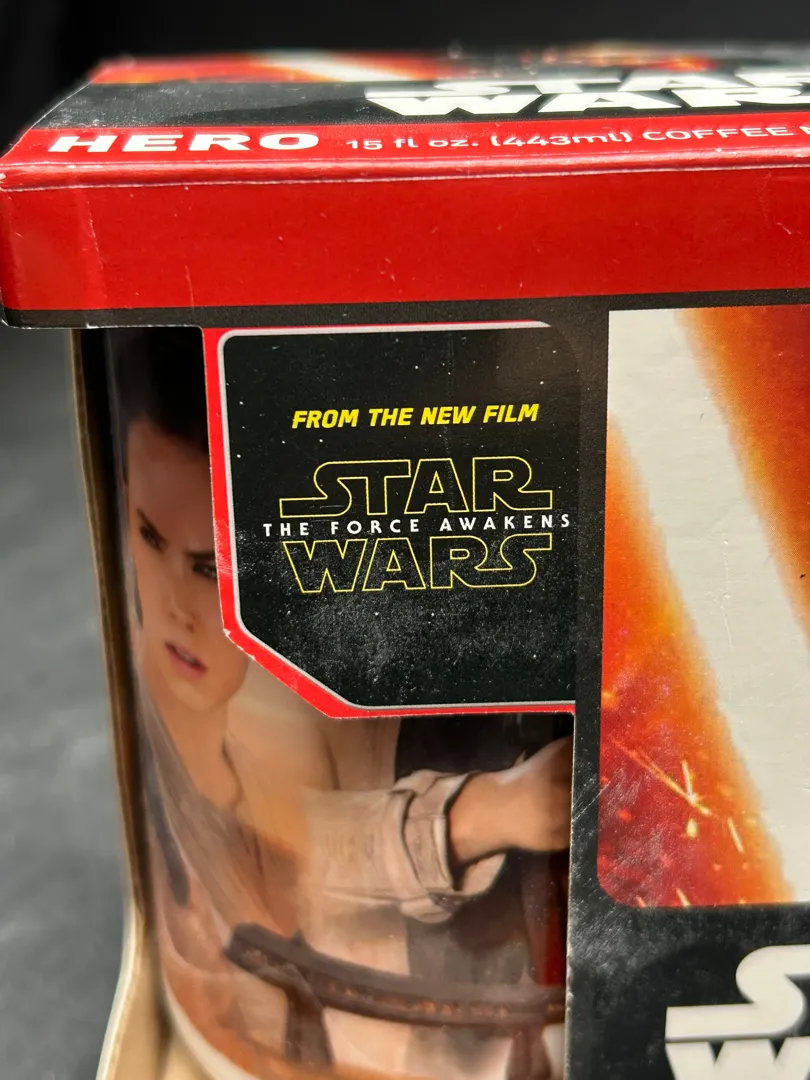 STAR
WARS
HERO 15 fl oz. (443ml) COFFEE
FROM THE NEW FILM
STAR
THE FORCE AWAKENS
WARS